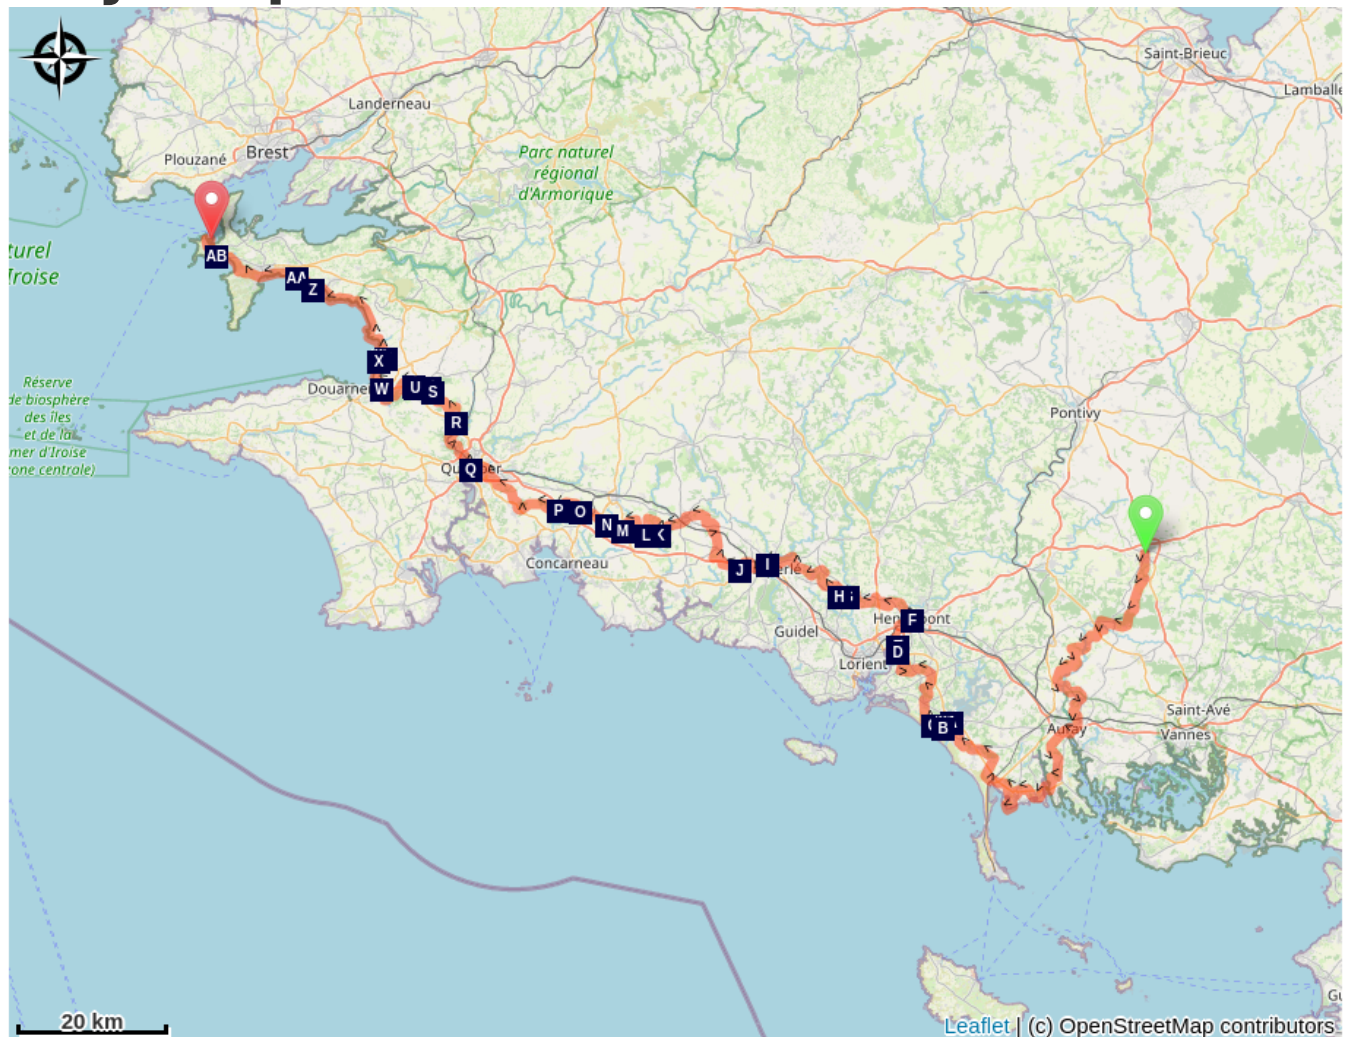 Saint-Brieuc
Lamballe
Landerneau
Plouzané
Brest
Parc naturel
régional
d'Armorique
AB
turel
Iroise
AA
Z
X
Réserve
de biosphère
des îles
et de la
mer d'Iroise
zone centrale)
Douarne
W
U
S
R
Pontivy
Q
P
O
N
M
L
Concarneau
J
I
H
F
Guidel
D
Lorient
B
Saint-Avé
Auray
Vannes
20 km
Leaflet | (c) OpenStreetMap contributors